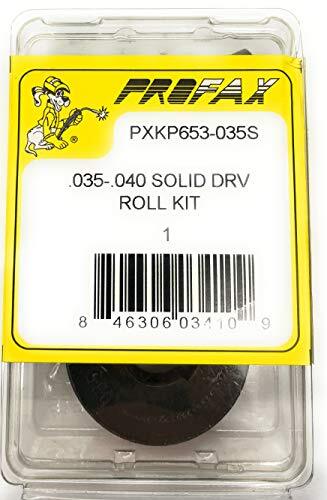 PROFAX
®
PXKP653-035S
.035-.040 SOLID DRV
ROLL KIT
1
8 46306 03410 9